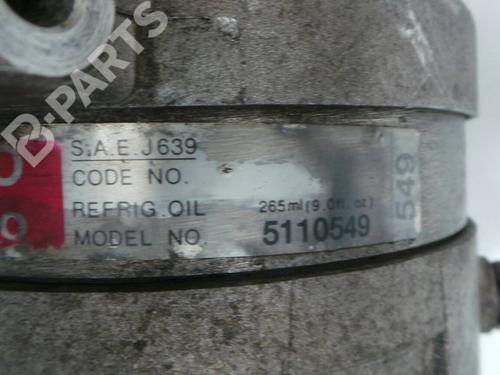 B-PARTS
S.A.E. J639
CODE NO.
REFRIG. OIL 265ml (9.0fl. oz)
MODEL NO. 5110549
549